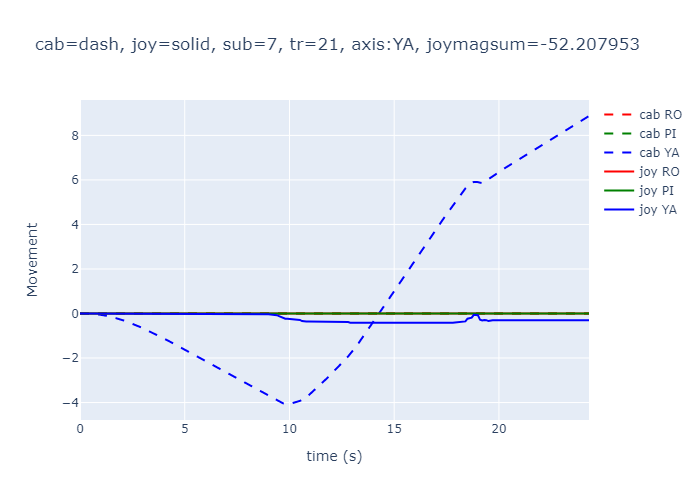 cab=dash, joy=solid, sub=7, tr=21, axis:YA, joymagsum=-52.207953
cab RO
cab PI
cab YA
joy RO
joy PI
joy YA
Movement
8
6
4
2
0
−2
−4
0
5
10
15
20
time (s)